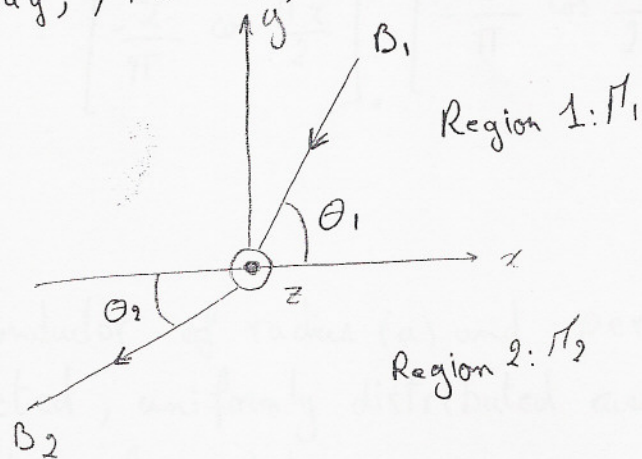 y
B₁
Region 1: μ₁
θ₁
x
z
θ₂
Region 2: μ₂
B₂